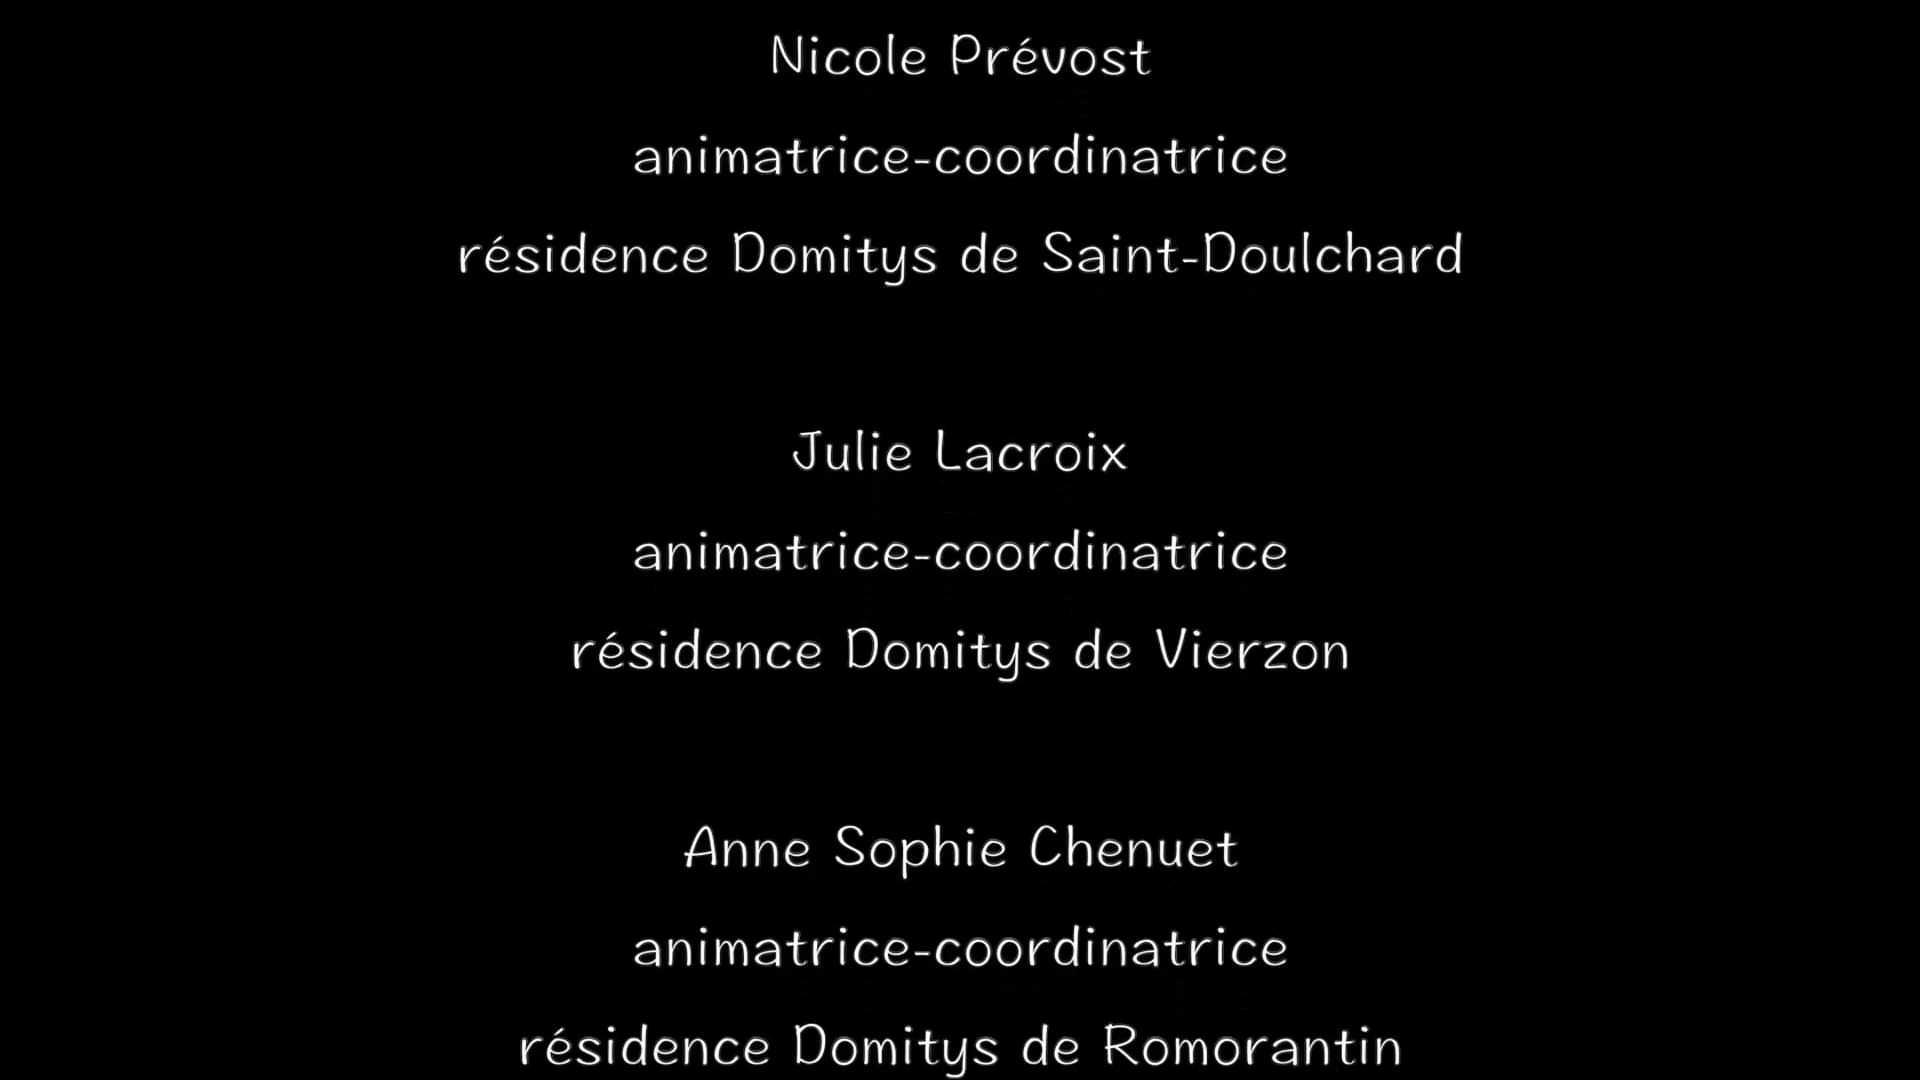 Nicole Prévost
animatrice-coordinatrice
résidence Domitys de Saint-Doulchard
Julie Lacroix
animatrice-coordinatrice
résidence Domitys de Vierzon
Anne Sophie Chenuet
animatrice-coordinatrice
résidence Domitys de Romorantin